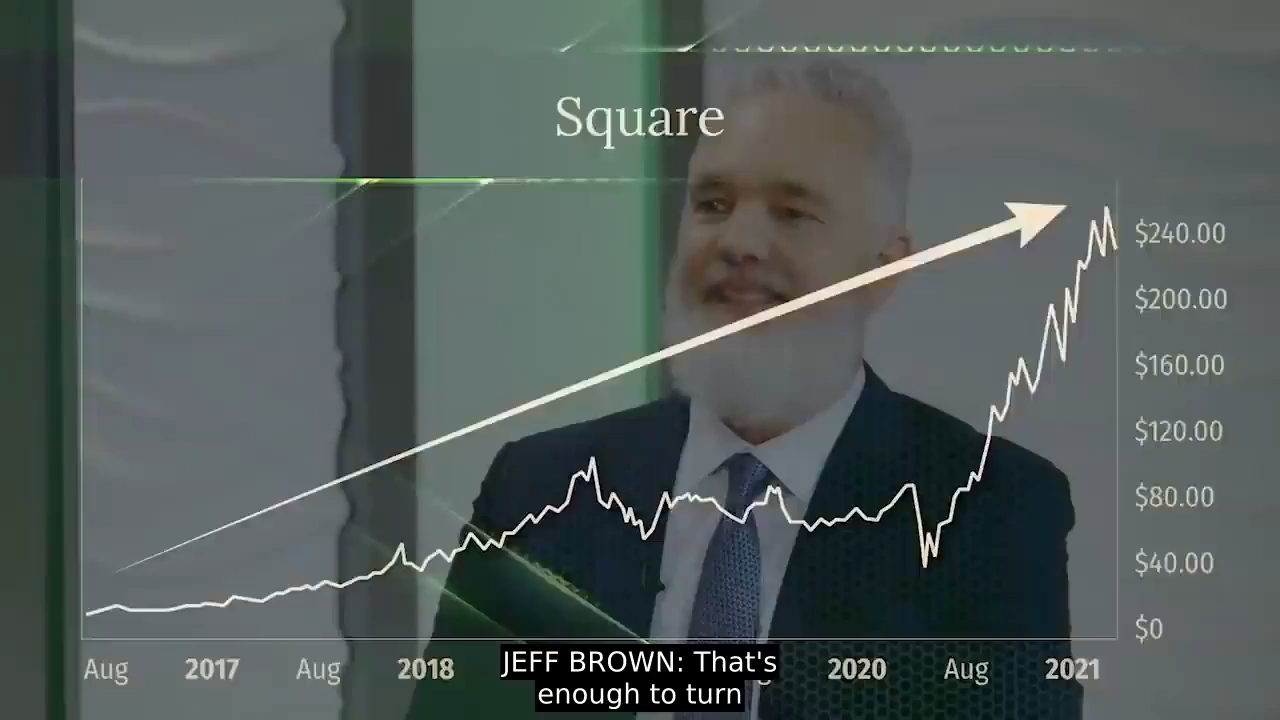 Square
$240.00
$200.00
$160.00
$120.00
$80.00
$40.00
$0
Aug 2017 Aug 2018 2020 Aug 2021
JEFF BROWN: That's
enough to turn